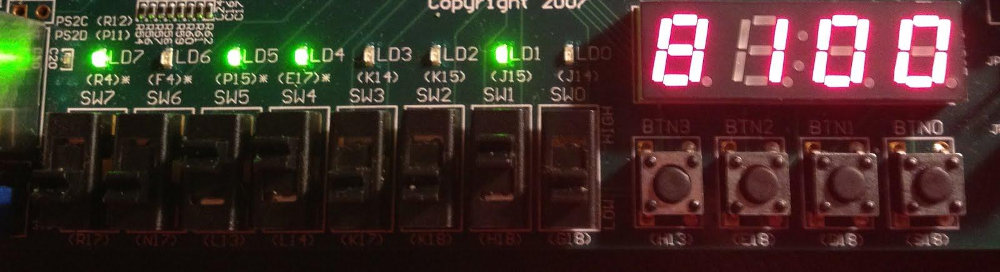 Copyright 2007
PS2C (R12)
PS2D (P11)
C20
LD7 LD6 LD5 LD4 LD3 LD2 LD1 LD0
(R4)* (F4)* (P15)* (E17)* (K14) (K15) (J15) (J14)
SW7 SW6 SW5 SW4 SW3 SW2 SW1 SW0
8100
HIGH
LOW
BTN3 BTN2 BTN1 BTN0
(R17) (N17) (L13) (L14) (K17) (K18) (H18) (G18) (H13) (E18) (D18) (B18)